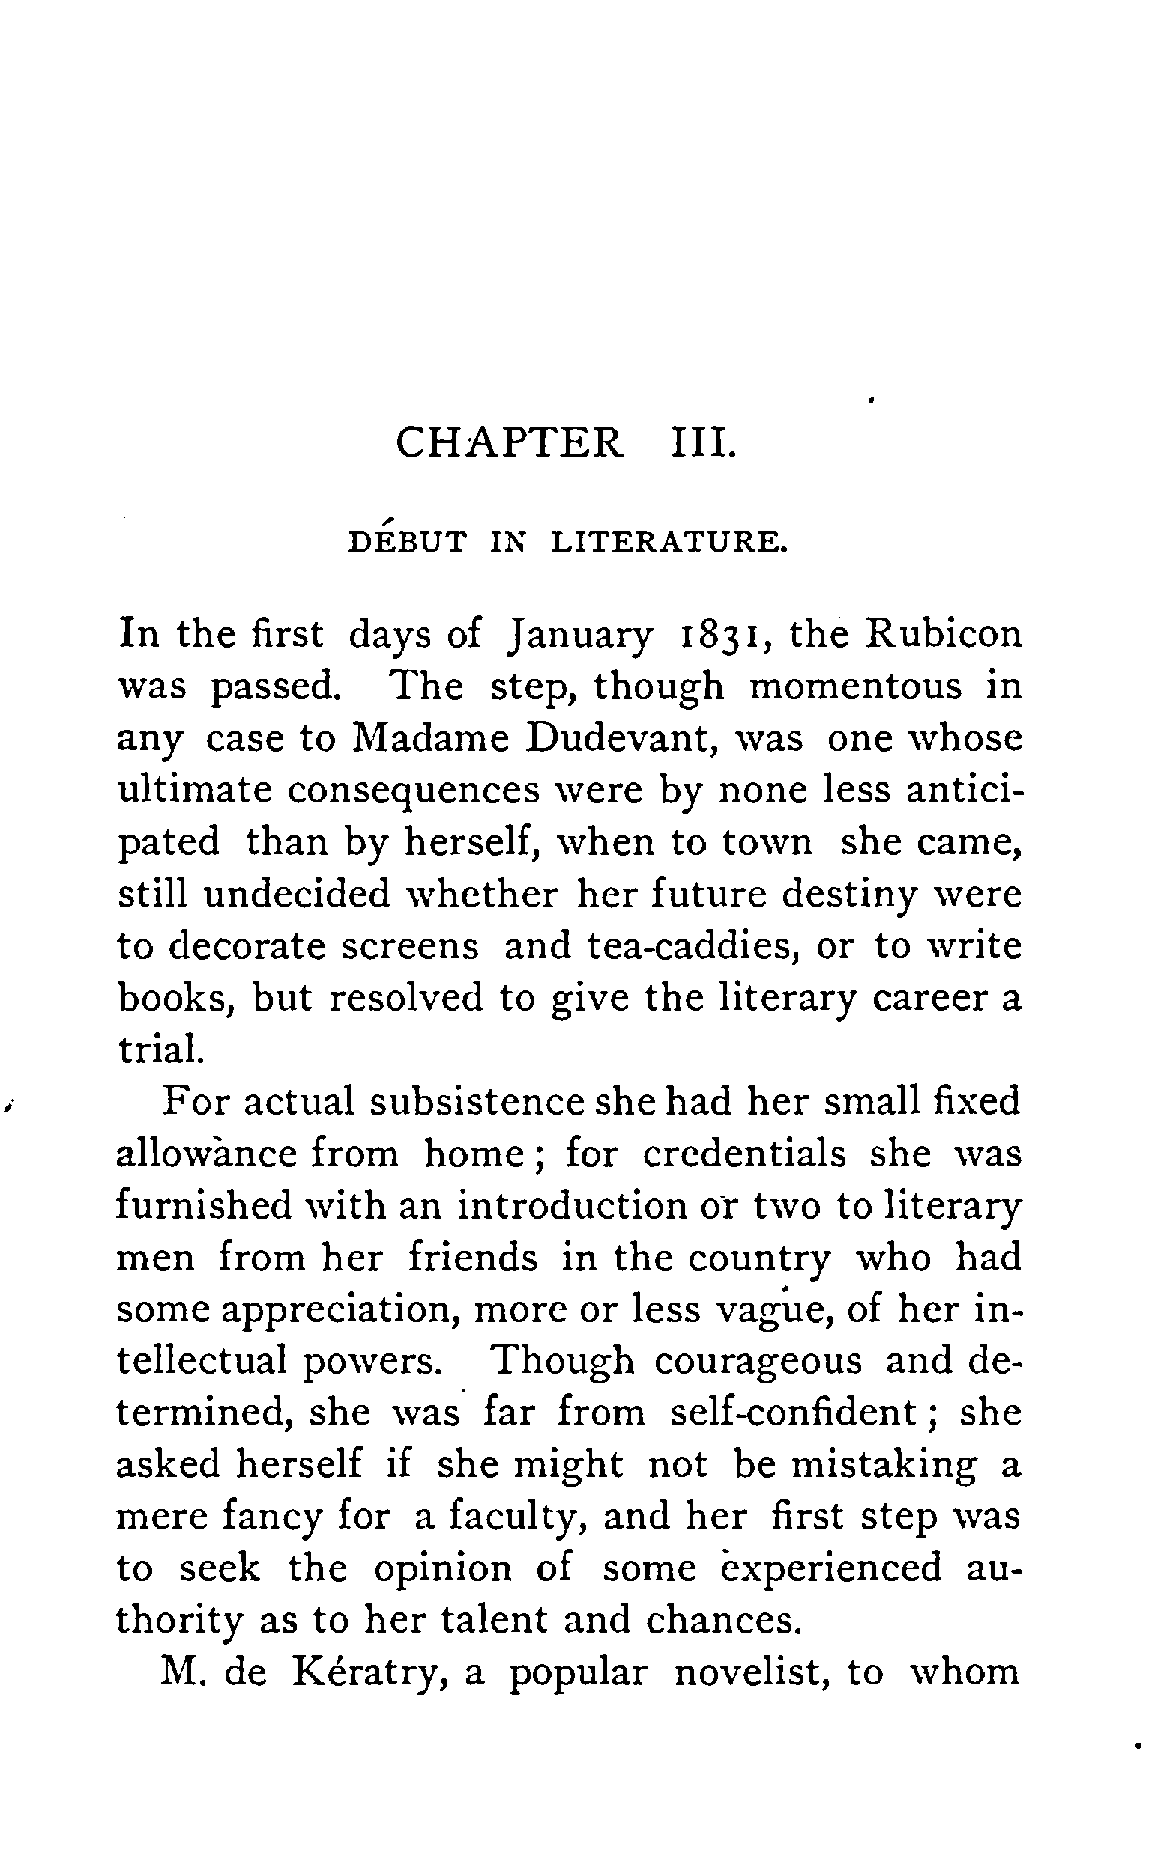 CHAPTER III.
DÉBUT IN LITERATURE.
In the first days of January 1831, the Rubicon
was passed. The step, though momentous in
any case to Madame Dudevant, was one whose
ultimate consequences were by none less antici-
pated than by herself, when to town she came,
still undecided whether her future destiny were
to decorate screens and tea-caddies, or to write
books, but resolved to give the literary career a
trial.
For actual subsistence she had her small fixed
allowance from home; for credentials she was
furnished with an introduction or two to literary
men from her friends in the country who had
some appreciation, more or less vague, of her in-
tellectual powers. Though courageous and de-
termined, she was far from self-confident; she
asked herself if she might not be mistaking a
mere fancy for a faculty, and her first step was
to seek the opinion of some experienced au-
thority as to her talent and chances.
M. de Kératry, a popular novelist, to whom